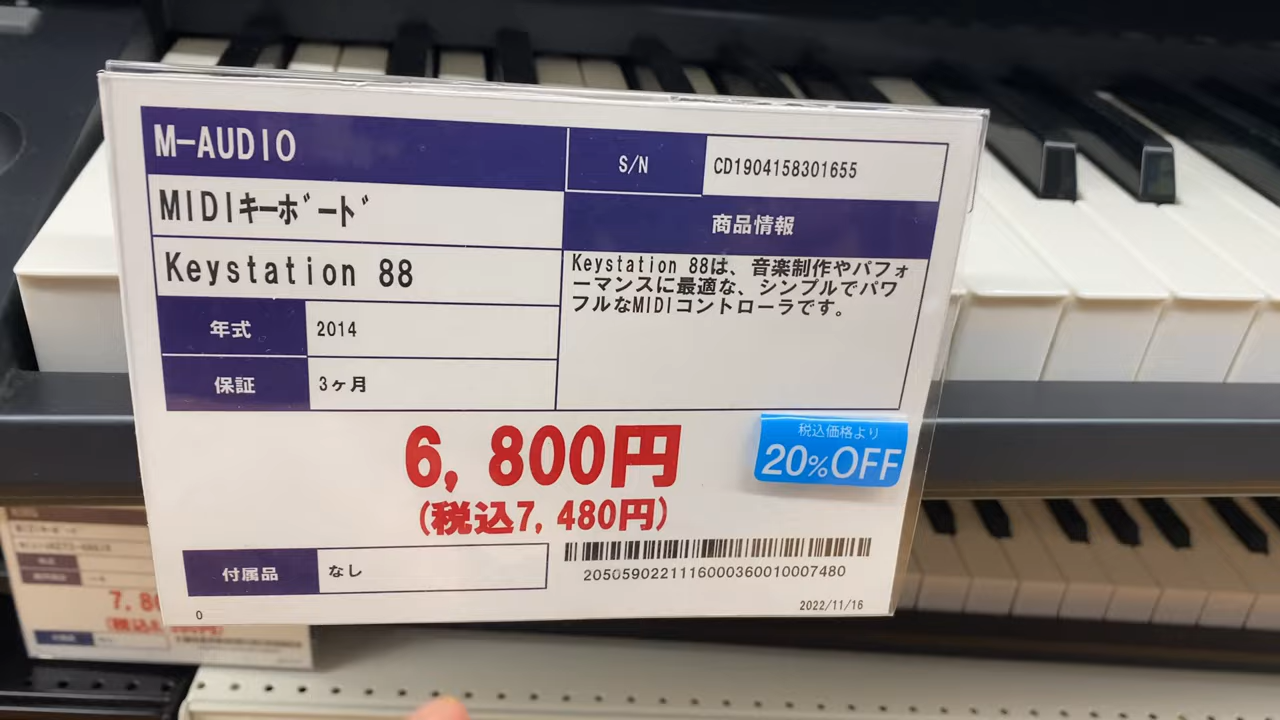 M-AUDIO
MIDIキーボード
Keystation 88
年式 2014
保証 3ヶ月
S/N CD1904158301655
商品情報
Keystation 88は、音楽制作やパフォ
ーマンスに最適な、シンプルでパワ
フルなMIDIコントローラです。
6,800円
(税込7,480円)
税込価格より
20%OFF
付属品 なし
2050590221116000360010007480
0
2022/11/16
7,8
(税込